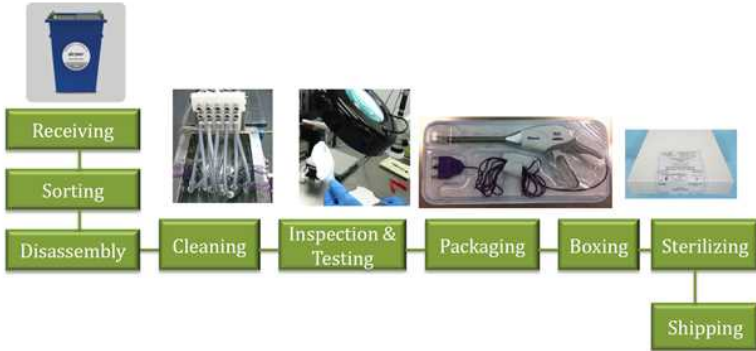 Receiving
Sorting
Disassembly
Cleaning
Inspection &
Testing
Packaging
Boxing
Sterilizing
Shipping